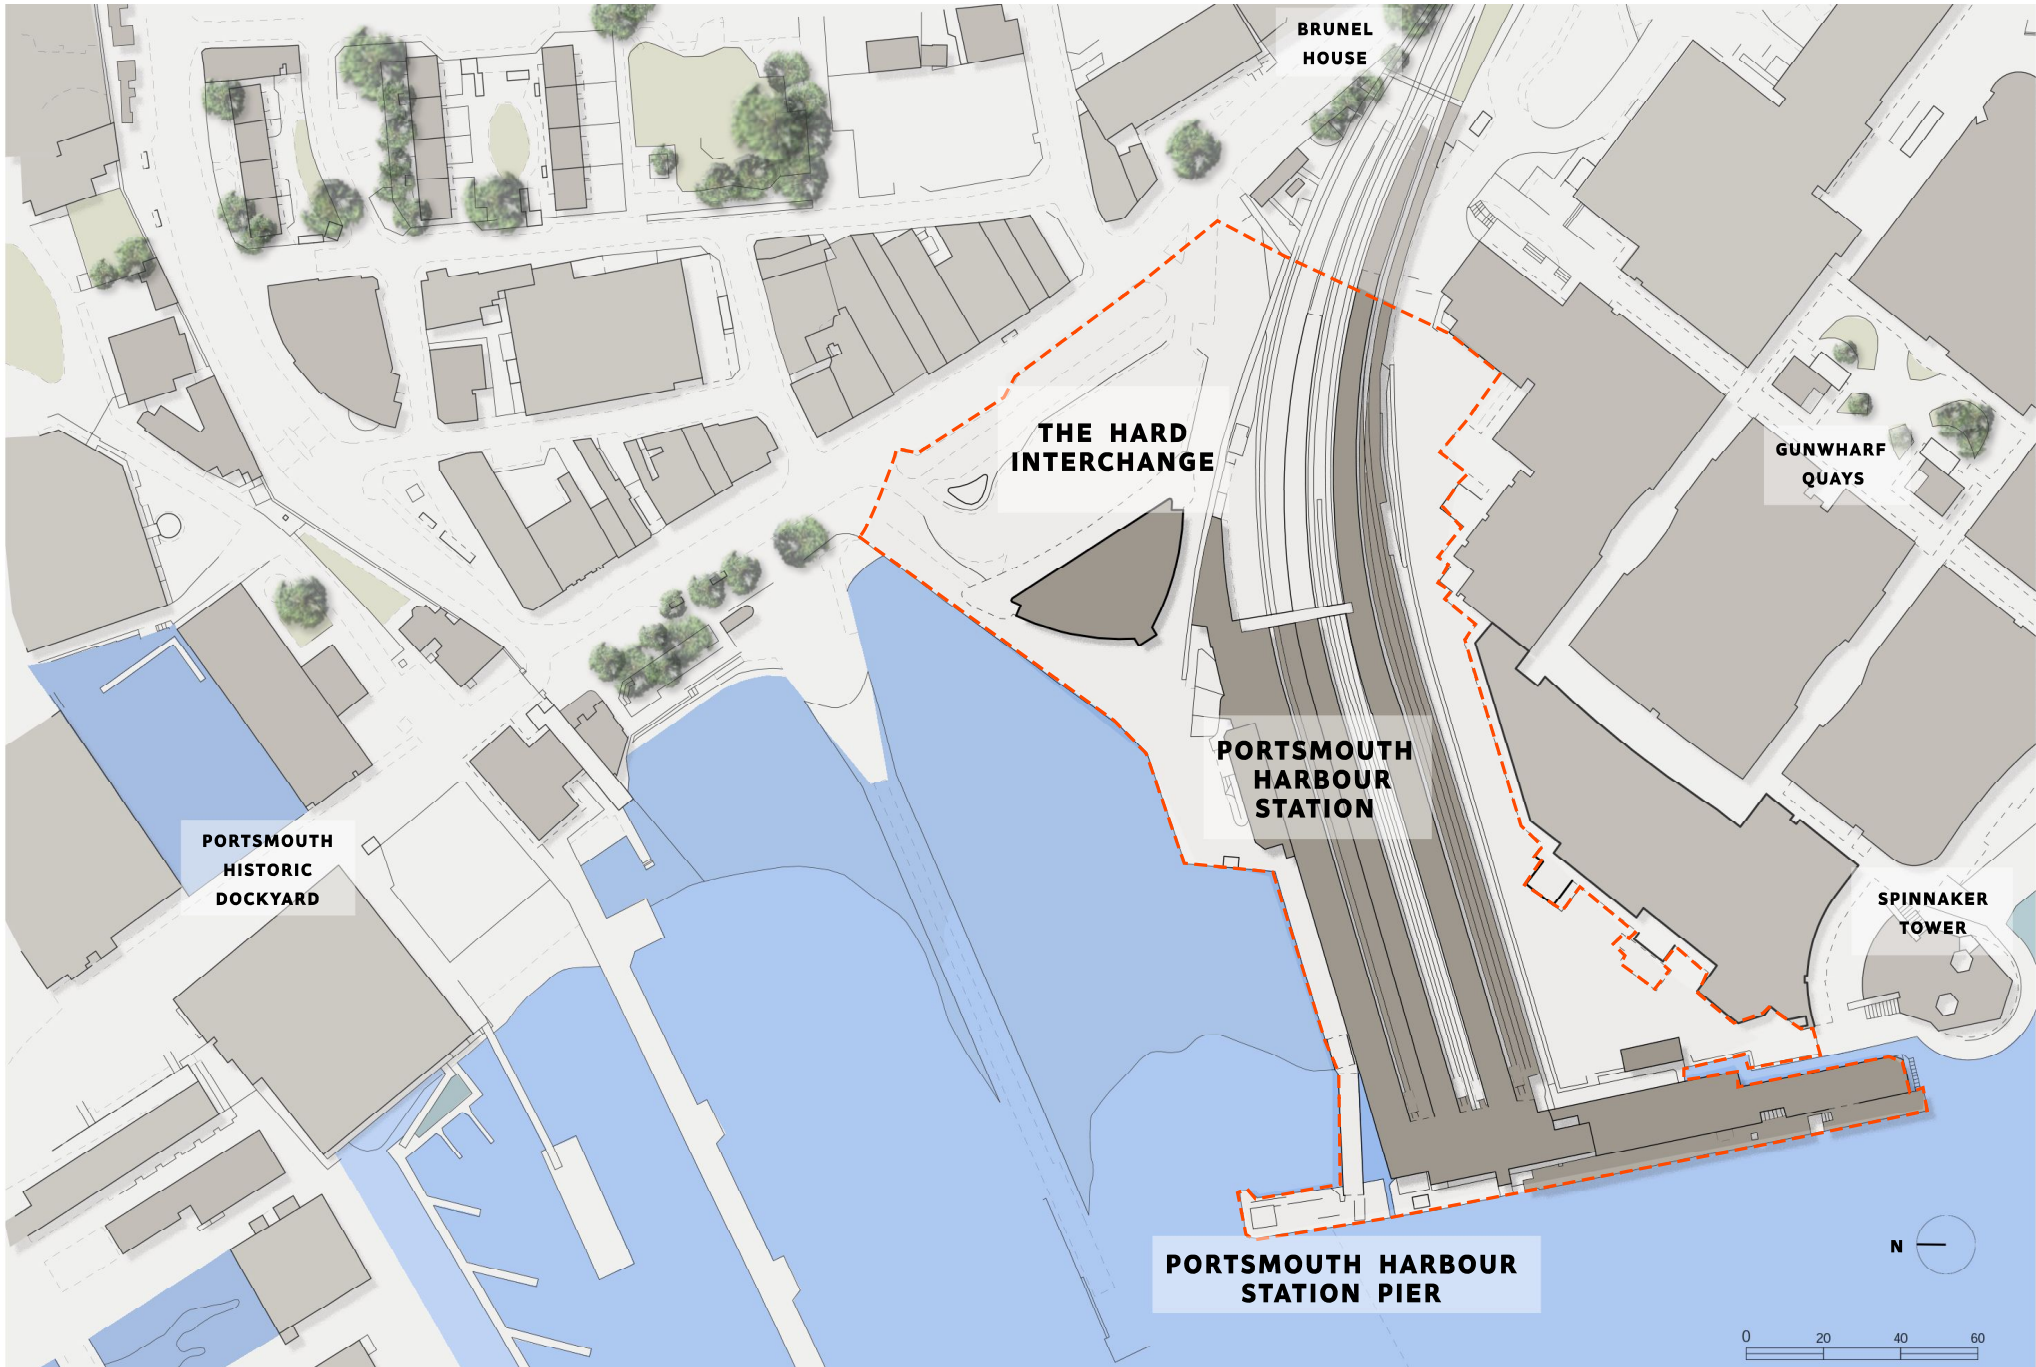 BRUNEL
HOUSE
THE HARD
INTERCHANGE
GUNWHARF
QUAYS
PORTSMOUTH
HARBOUR
STATION
PORTSMOUTH
HISTORIC
DOCKYARD
SPINNAKER
TOWER
PORTSMOUTH HARBOUR
STATION PIER
N
0 20 40 60